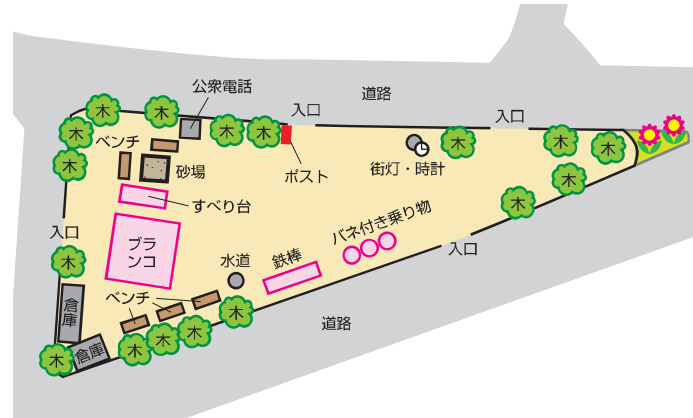 公衆電話
入口
道路
入口
木
木
木
木
木
木
木
木
木
ベンチ
木
砂場
ポスト
街灯・時計
木
木
すべり台
木
入口
バネ付き乗り物
ブラ
ンコ
入口
木
水道
鉄棒
ベンチ
倉
庫
木
道路
木
木
木
倉庫
木